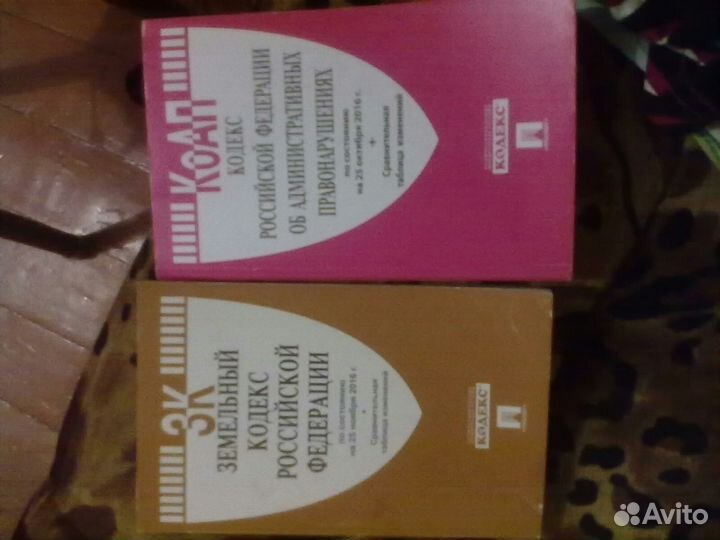 КоАП
КОДЕКС
РОССИЙСКОЙ ФЕДЕРАЦИИ
ОБ АДМИНИСТРАТИВНЫХ
ПРАВОНАРУШЕНИЯХ
по состоянию
на 25 октября 2016 г.
+
Сравнительная
таблица изменений
КОДЕКС
ЗК
ЗЕМЕЛЬНЫЙ
КОДЕКС
РОССИЙСКОЙ
ФЕДЕРАЦИИ
по состоянию
на 25 ноября 2016 г.
+
Сравнительная
таблица изменений
КОДЕКС
Avito